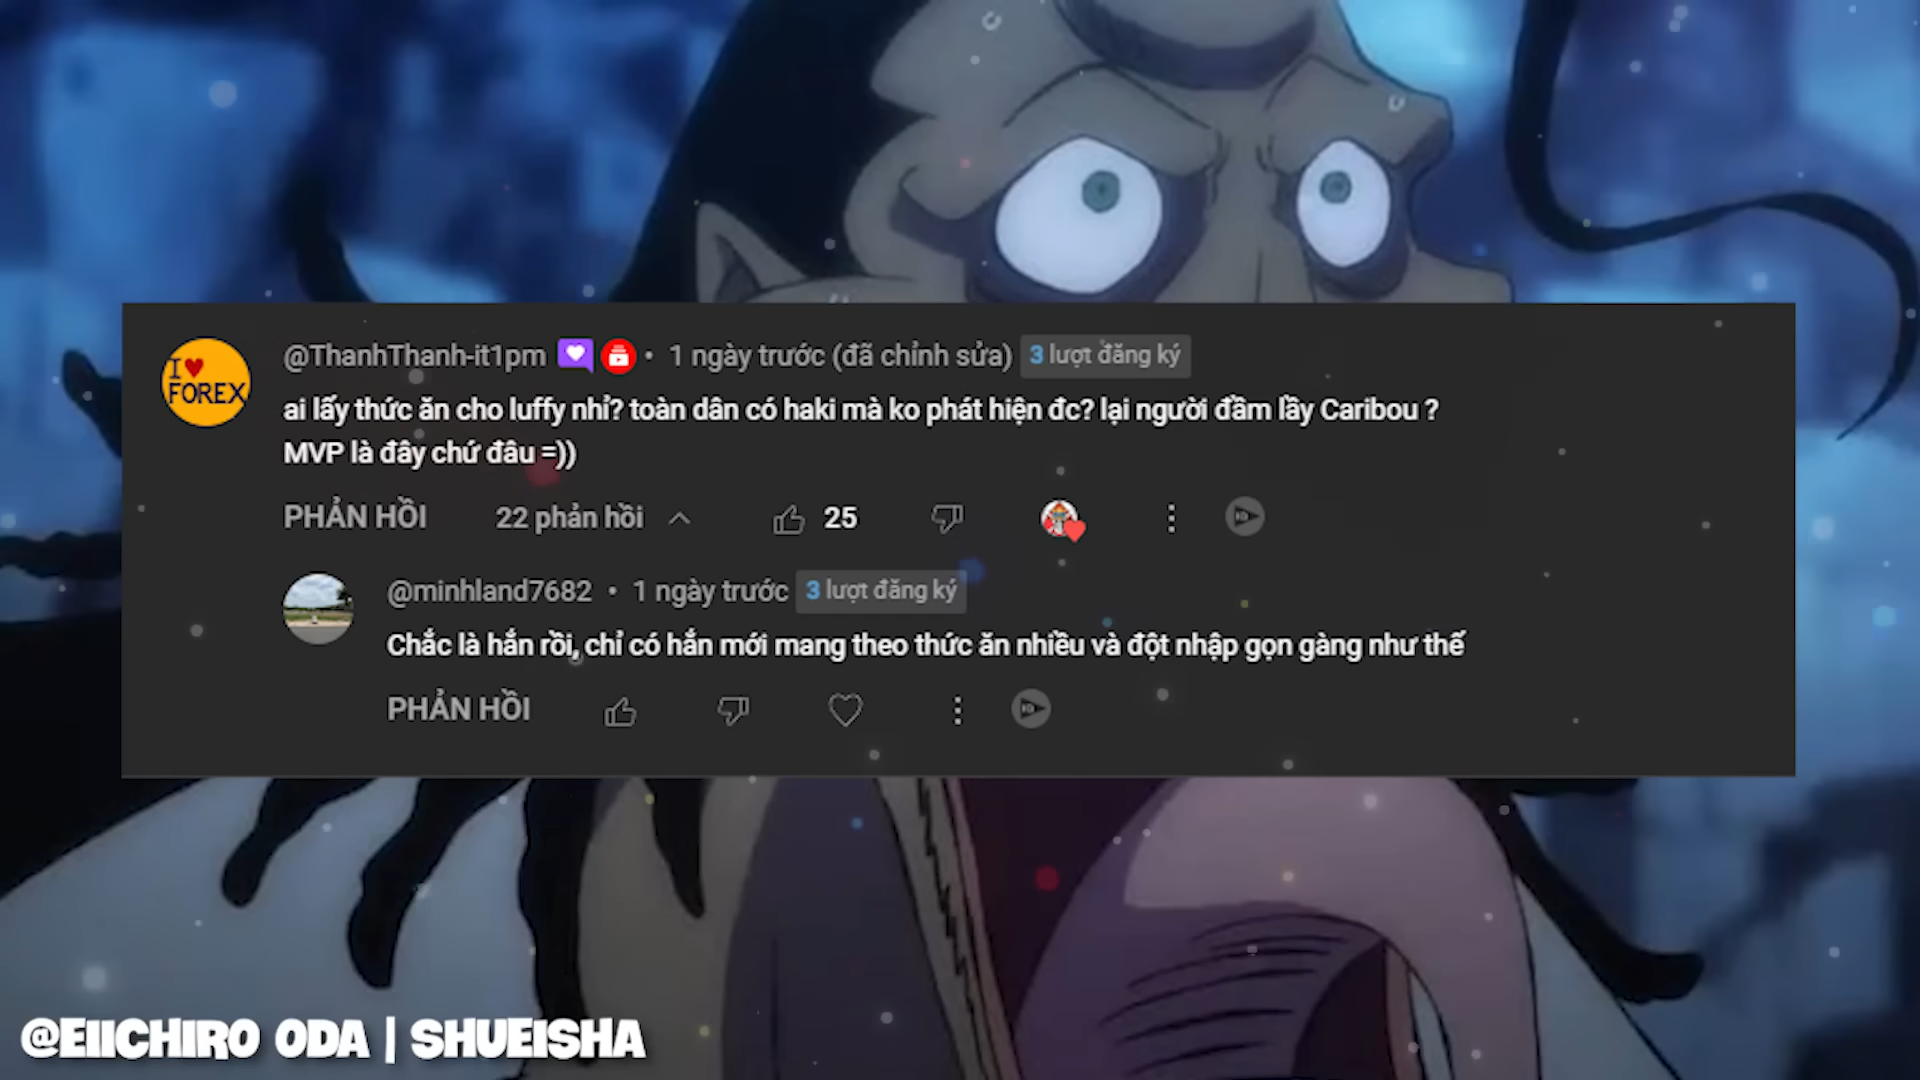 I♥
FOREX
@ThanhThanh-it1pm • 1 ngày trước (đã chỉnh sửa) 3 lượt đăng ký
ai lấy thức ăn cho luffy nhỉ? toàn dân có haki mà ko phát hiện đc? lại người đầm lầy Caribou ?
MVP là đây chứ đâu =))
PHẢN HỒI 22 phản hồi 25
@minhland7682 • 1 ngày trước 3 lượt đăng ký
Chắc là hắn rồi, chỉ có hắn mới mang theo thức ăn nhiều và đột nhập gọn gàng như thế
PHẢN HỒI
@EIICHIRO ODA | SHUEISHA